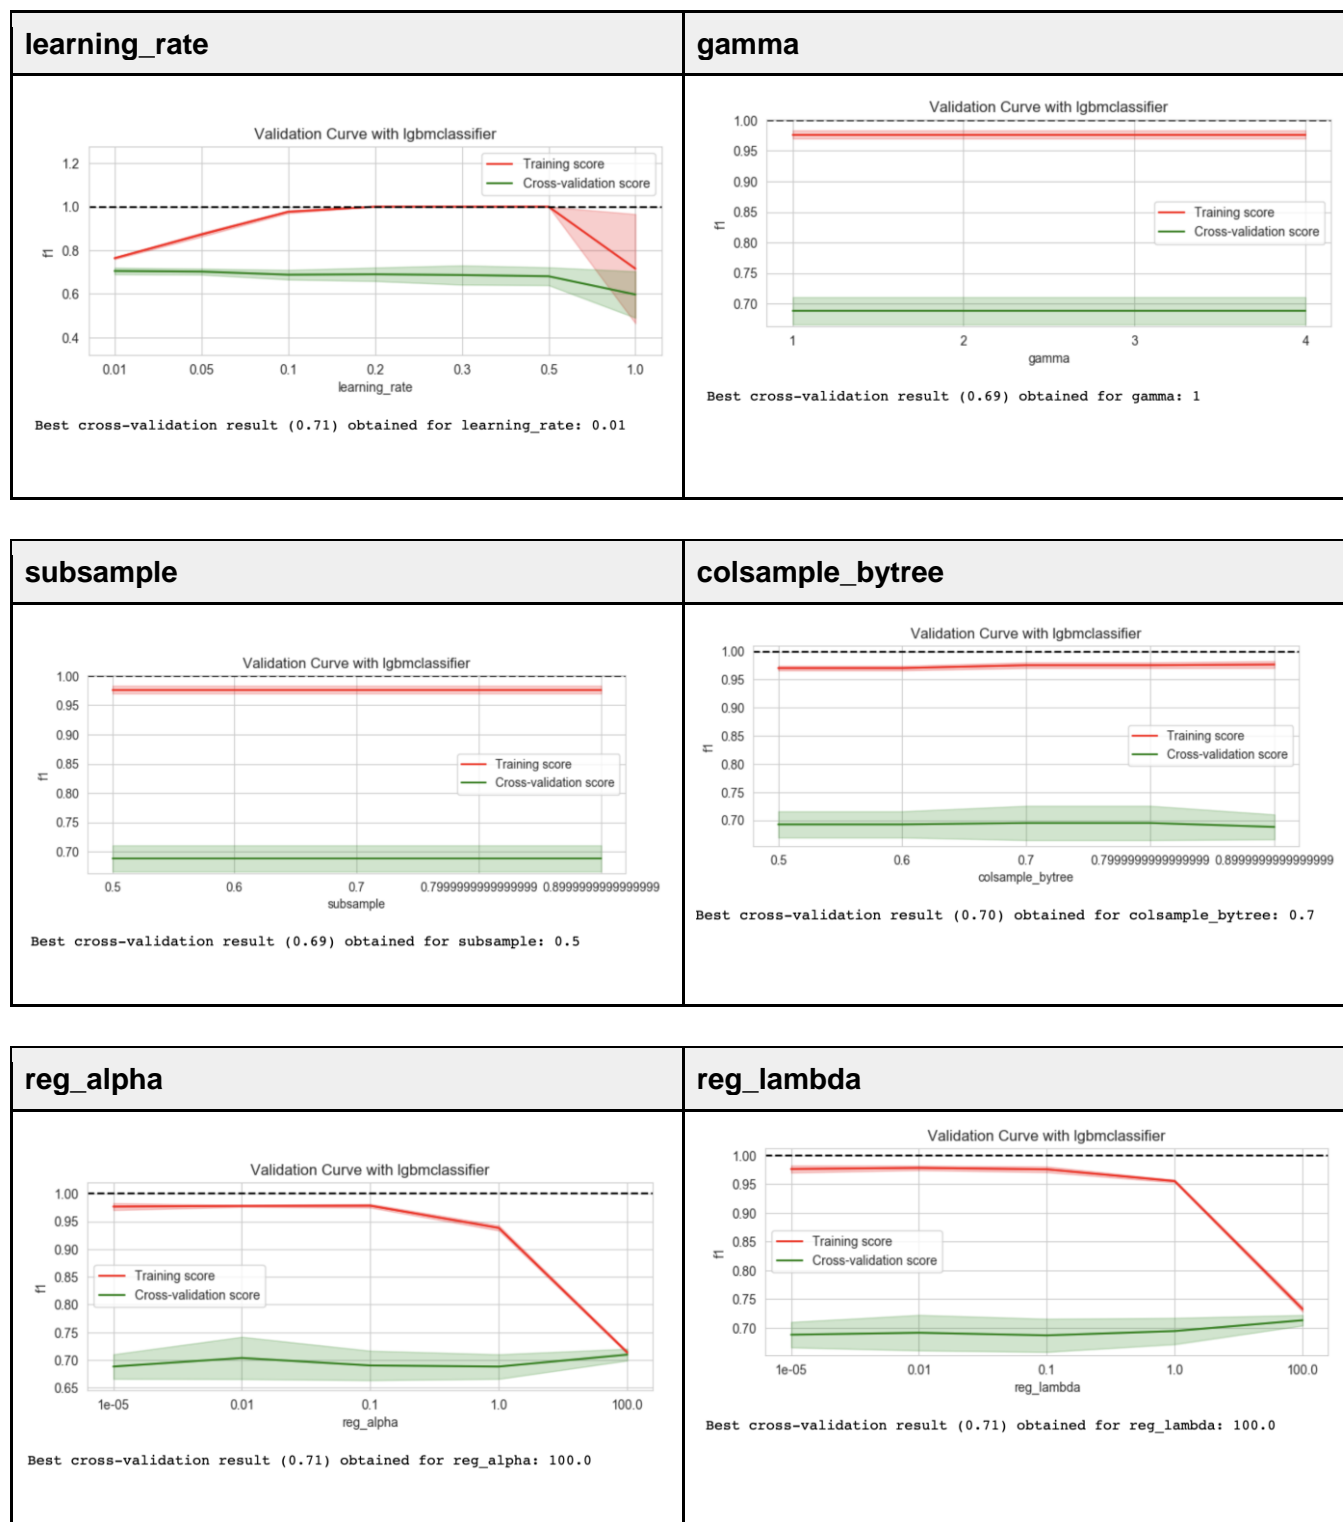 learning_rate
gamma
Validation Curve with lgbmclassifier
1.2
1.0
0.8
0.6
0.4
f1
Training score
Cross-validation score
0.01 0.05 0.1 0.2 0.3 0.5 1.0
learning_rate
Best cross-validation result (0.71) obtained for learning_rate: 0.01
Validation Curve with lgbmclassifier
1.00
0.95
0.90
0.85
0.80
0.75
0.70
f1
Training score
Cross-validation score
1 2 3 4
gamma
Best cross-validation result (0.69) obtained for gamma: 1
subsample
colsample_bytree
Validation Curve with lgbmclassifier
1.00
0.95
0.90
0.85
0.80
0.75
0.70
f1
Training score
Cross-validation score
0.5 0.6 0.7 0.7999999999999999 0.8999999999999999
subsample
Best cross-validation result (0.69) obtained for subsample: 0.5
Validation Curve with lgbmclassifier
1.00
0.95
0.90
0.85
0.80
0.75
0.70
f1
Training score
Cross-validation score
0.5 0.6 0.7 0.7999999999999999 0.8999999999999999
colsample_bytree
Best cross-validation result (0.70) obtained for colsample_bytree: 0.7
reg_alpha
reg_lambda
Validation Curve with lgbmclassifier
1.00
0.95
0.90
0.85
0.80
0.75
0.70
0.65
f1
Training score
Cross-validation score
1e-05 0.01 0.1 1.0 100.0
reg_alpha
Best cross-validation result (0.71) obtained for reg_alpha: 100.0
Validation Curve with lgbmclassifier
1.00
0.95
0.90
0.85
0.80
0.75
0.70
f1
Training score
Cross-validation score
1e-05 0.01 0.1 1.0 100.0
reg_lambda
Best cross-validation result (0.71) obtained for reg_lambda: 100.0